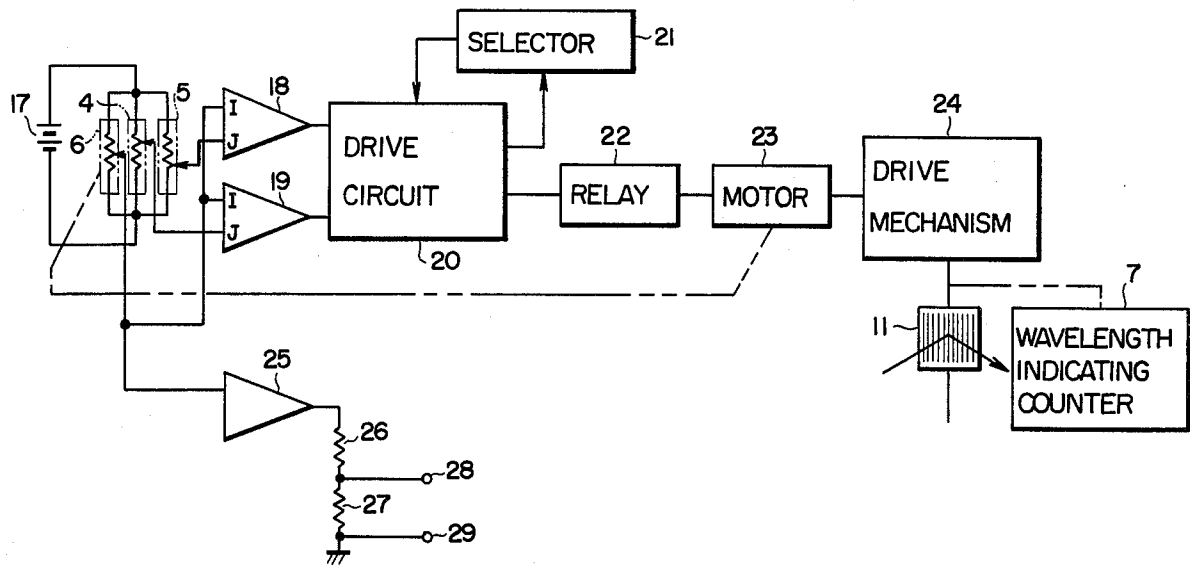 SELECTOR
21
17
4
5
6
18
I
J
19
I
J
DRIVE
CIRCUIT
20
22
RELAY
23
MOTOR
24
DRIVE
MECHANISM
7
11
WAVELENGTH
INDICATING
COUNTER
25
26
28
27
29